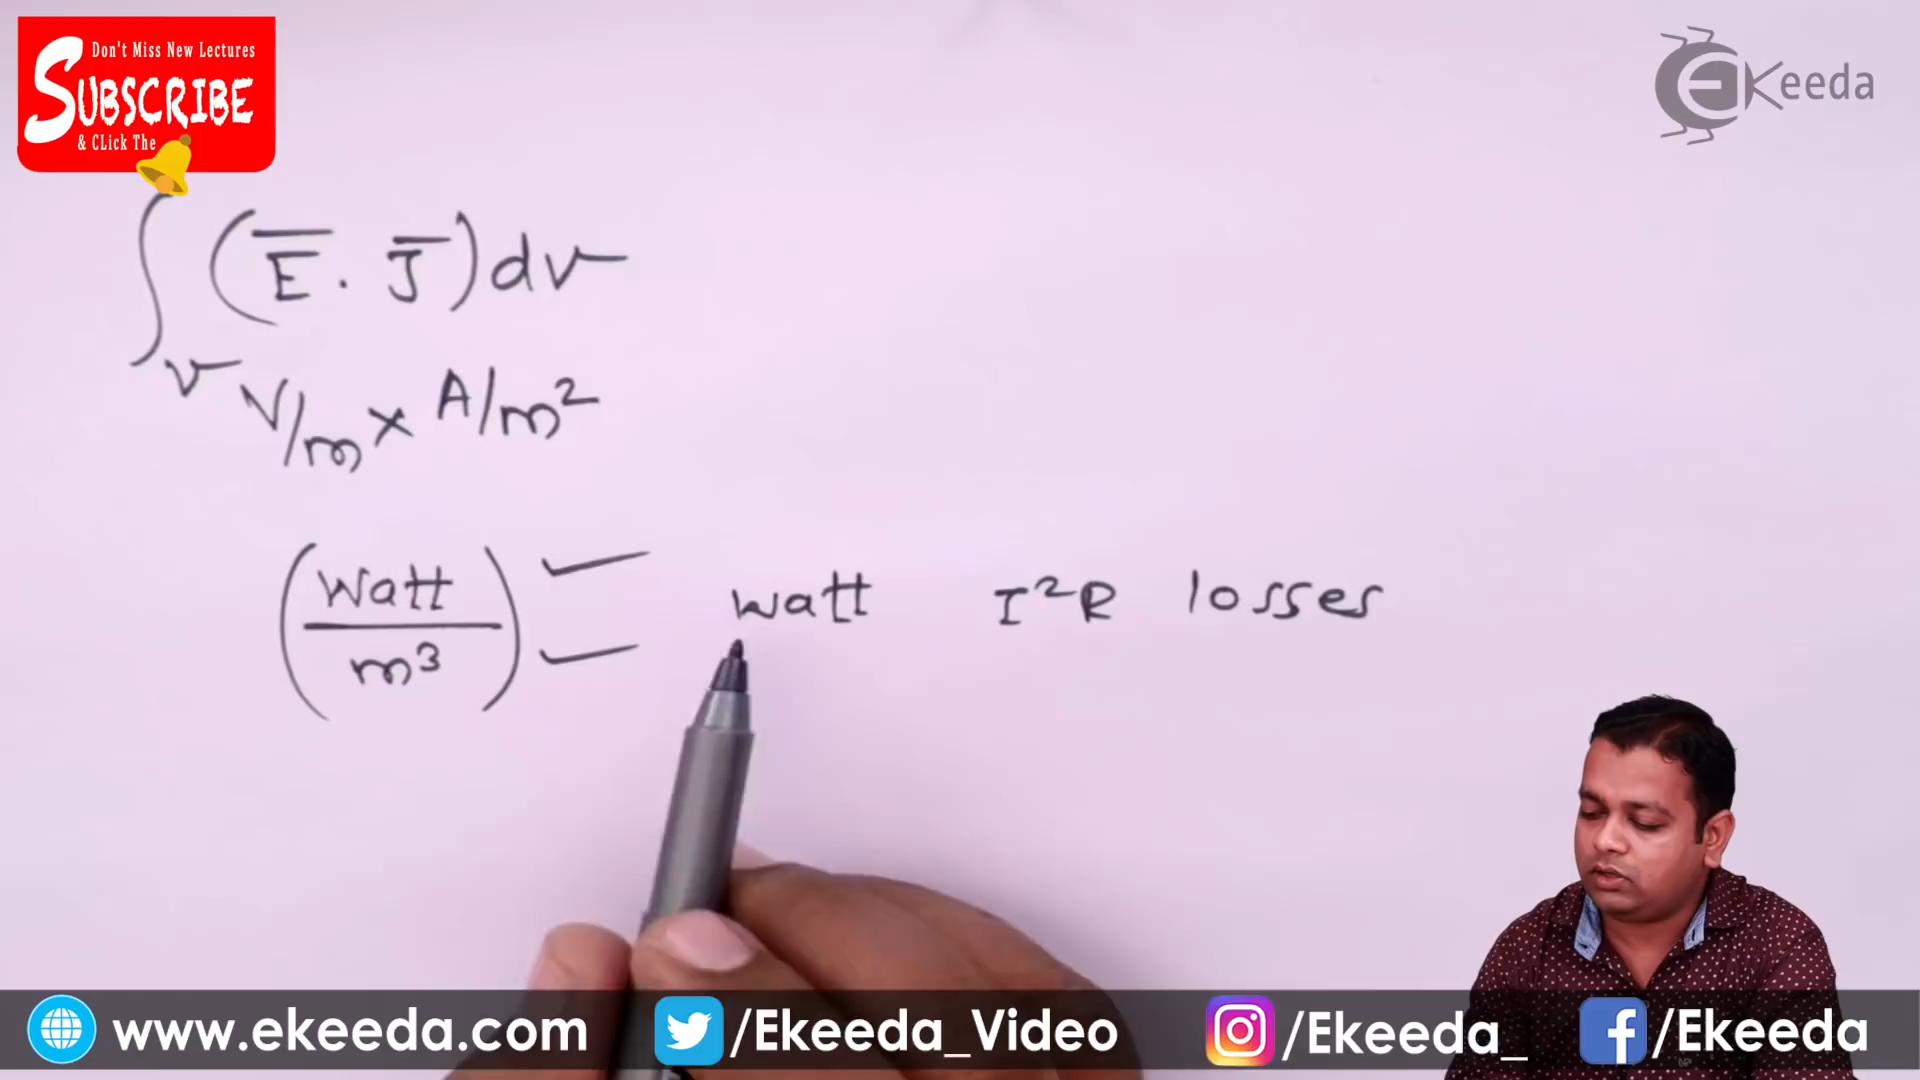 Don't Miss New Lectures
SUBSCRIBE
& CLick The
EKeeda
∫ᵥ (E̅ . J̅) dv
V/m × A/m²
(Watt / m³) watt I²R losses
www.ekeeda.com /Ekeeda_Video /Ekeeda_ /Ekeeda